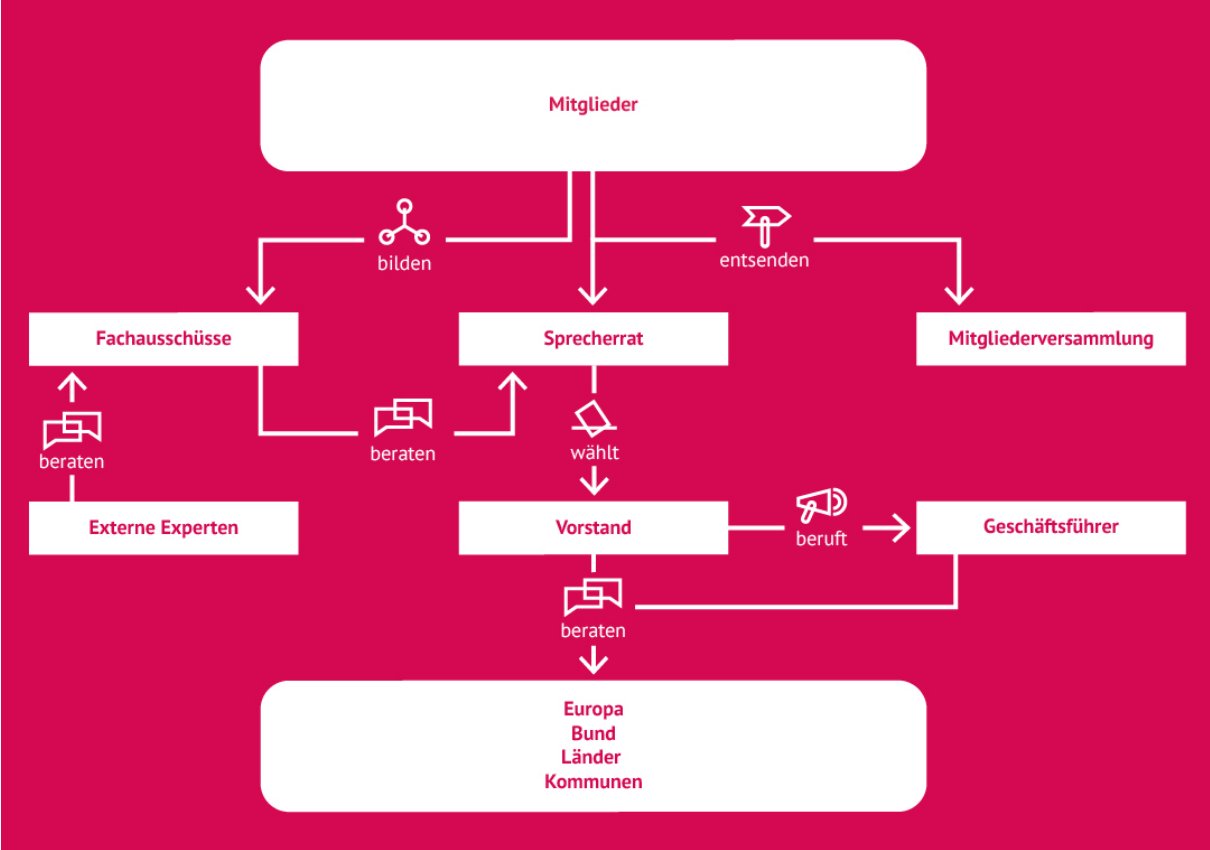 Mitglieder
bilden
entsenden
Fachausschüsse
Sprecherrat
Mitgliederversammlung
beraten
beraten
wählt
Externe Experten
Vorstand
beruft
Geschäftsführer
beraten
Europa
Bund
Länder
Kommunen